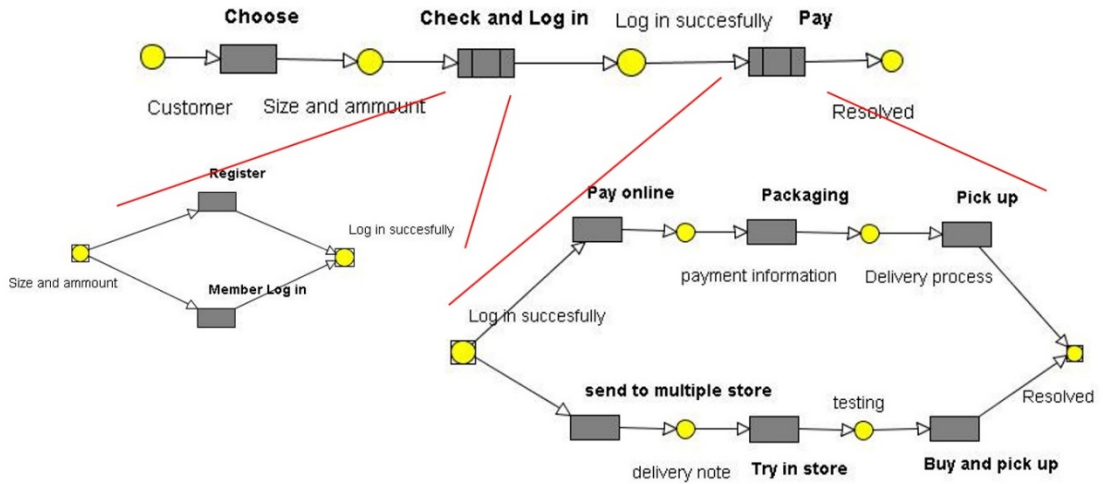 Choose
Check and Log in
Log in succesfully
Pay
Customer
Size and ammount
Resolved
Register
Log in succesfully
Size and ammount
Member Log in
Pay online
Packaging
Pick up
payment information
Delivery process
Log in succesfully
send to multiple store
testing
Resolved
delivery note
Try in store
Buy and pick up